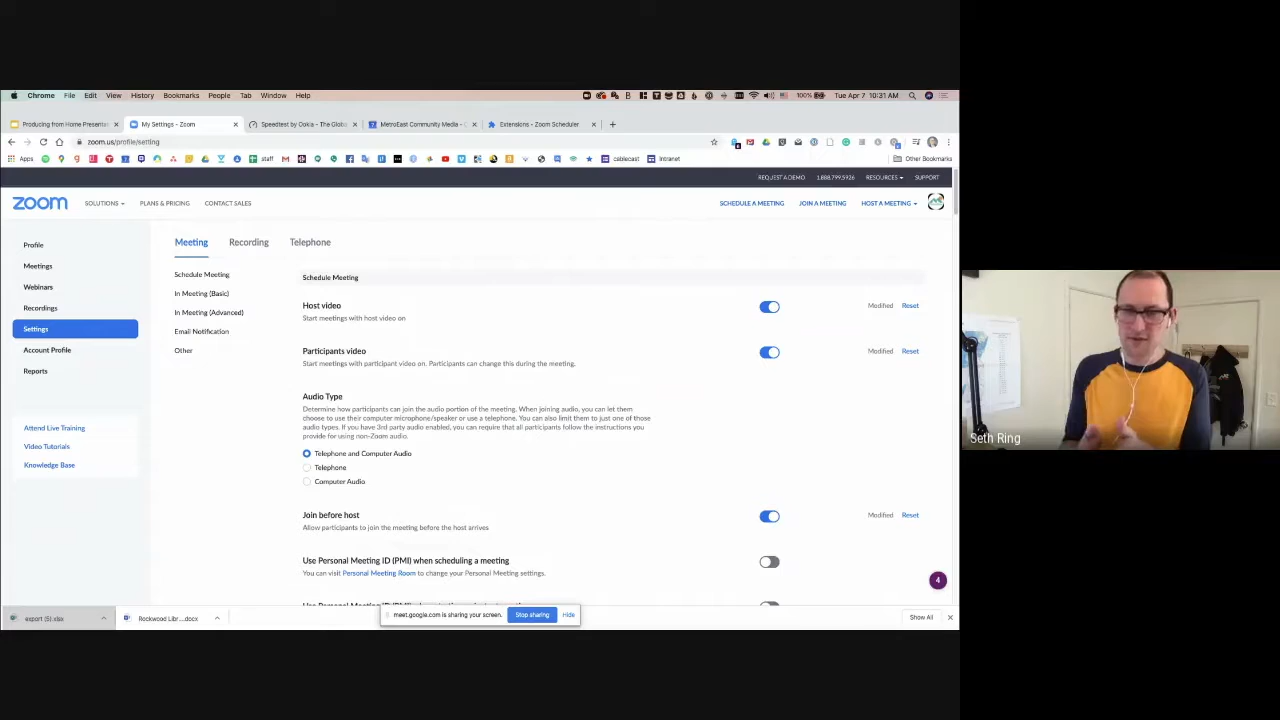 Chrome File Edit View History Bookmarks People Tab Window Help
100% Tue Apr 7 10:31 AM
Producing from Home Presenta
My Settings - Zoom
Speedtest by Ookla - The Globa
MetroEast Community Media -
Extensions - Zoom Scheduler
zoom.us/profile/setting
Apps
staff
cablecast
Intranet
Other Bookmarks
REQUEST A DEMO 1.888.799.5926 RESOURCES SUPPORT
zoom
SOLUTIONS PLANS & PRICING CONTACT SALES
SCHEDULE A MEETING JOIN A MEETING HOST A MEETING
Profile
Meetings
Webinars
Recordings
Settings
Account Profile
Reports
Attend Live Training
Video Tutorials
Knowledge Base
Meeting Recording Telephone
Schedule Meeting
In Meeting (Basic)
In Meeting (Advanced)
Email Notification
Other
Schedule Meeting
Host video
Modified Reset
Start meetings with host video on
Participants video
Modified Reset
Start meetings with participant video on. Participants can change this during the meeting.
Audio Type
Determine how participants can join the audio portion of the meeting. When joining audio, you can let them
choose to use their computer microphone/speaker or use a telephone. You can also limit them to just one of those
audio types. If you have 3rd party audio enabled, you can require that all participants follow the instructions you
provide for using non-Zoom audio.
Telephone and Computer Audio
Telephone
Computer Audio
Join before host
Modified Reset
Allow participants to join the meeting before the host arrives
Use Personal Meeting ID (PMI) when scheduling a meeting
You can visit Personal Meeting Room to change your Personal Meeting settings.
4
meet.google.com is sharing your screen.
Stop sharing
Hide
export (5).xlsx
Rockwood Libr....docx
Show All
Seth Ring